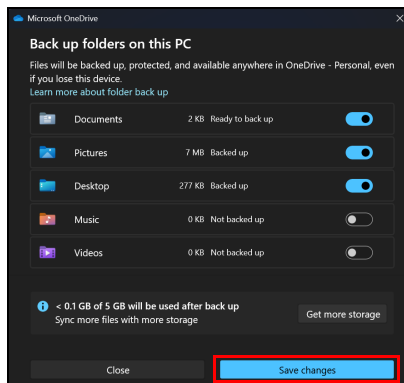 Microsoft OneDrive
Back up folders on this PC
Files will be backed up, protected, and available anywhere in OneDrive - Personal, even
if you lose this device.
Learn more about folder back up
Documents 2 KB Ready to back up
Pictures 7 MB Backed up
Desktop 277 KB Backed up
Music 0 KB Not backed up
Videos 0 KB Not backed up
< 0.1 GB of 5 GB will be used after back up
Sync more files with more storage
Get more storage
Close Save changes